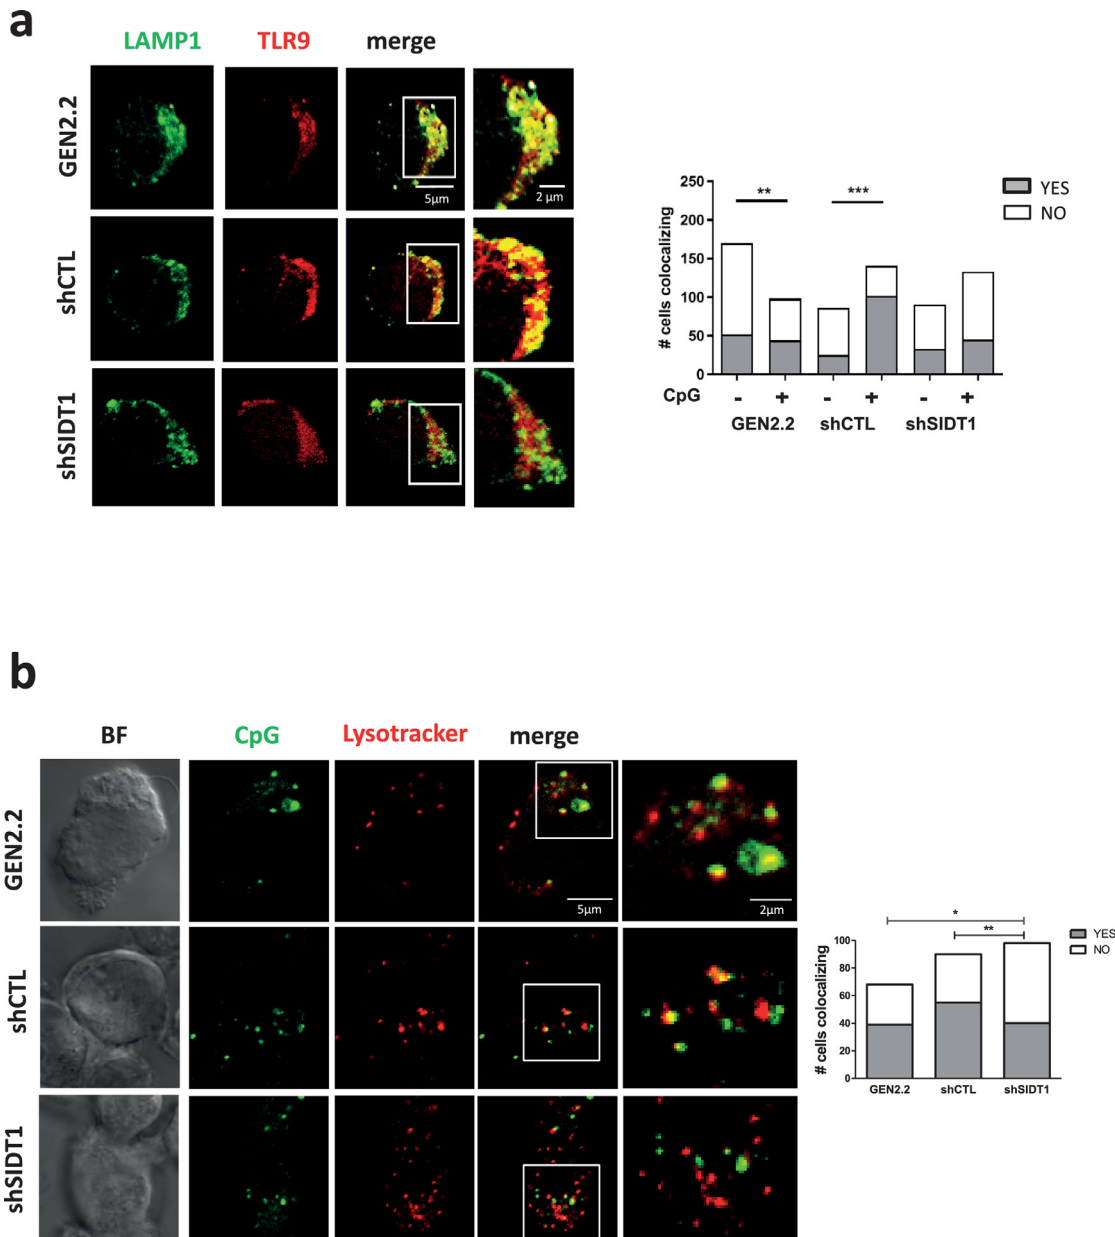 a
LAMP1 TLR9 merge
GEN2.2
5µm
2 µm
shCTL
shSIDT1
# cells colocalizing
250
200
150
100
50
0
** ***
YES
NO
CpG - + - + - +
GEN2.2 shCTL shSIDT1
b
BF CpG Lysotracker merge
GEN2.2
5µm
2µm
shCTL
shSIDT1
# cells colocalizing
100
80
60
40
20
0
*
**
YES
NO
GEN2.2 shCTL shSIDT1